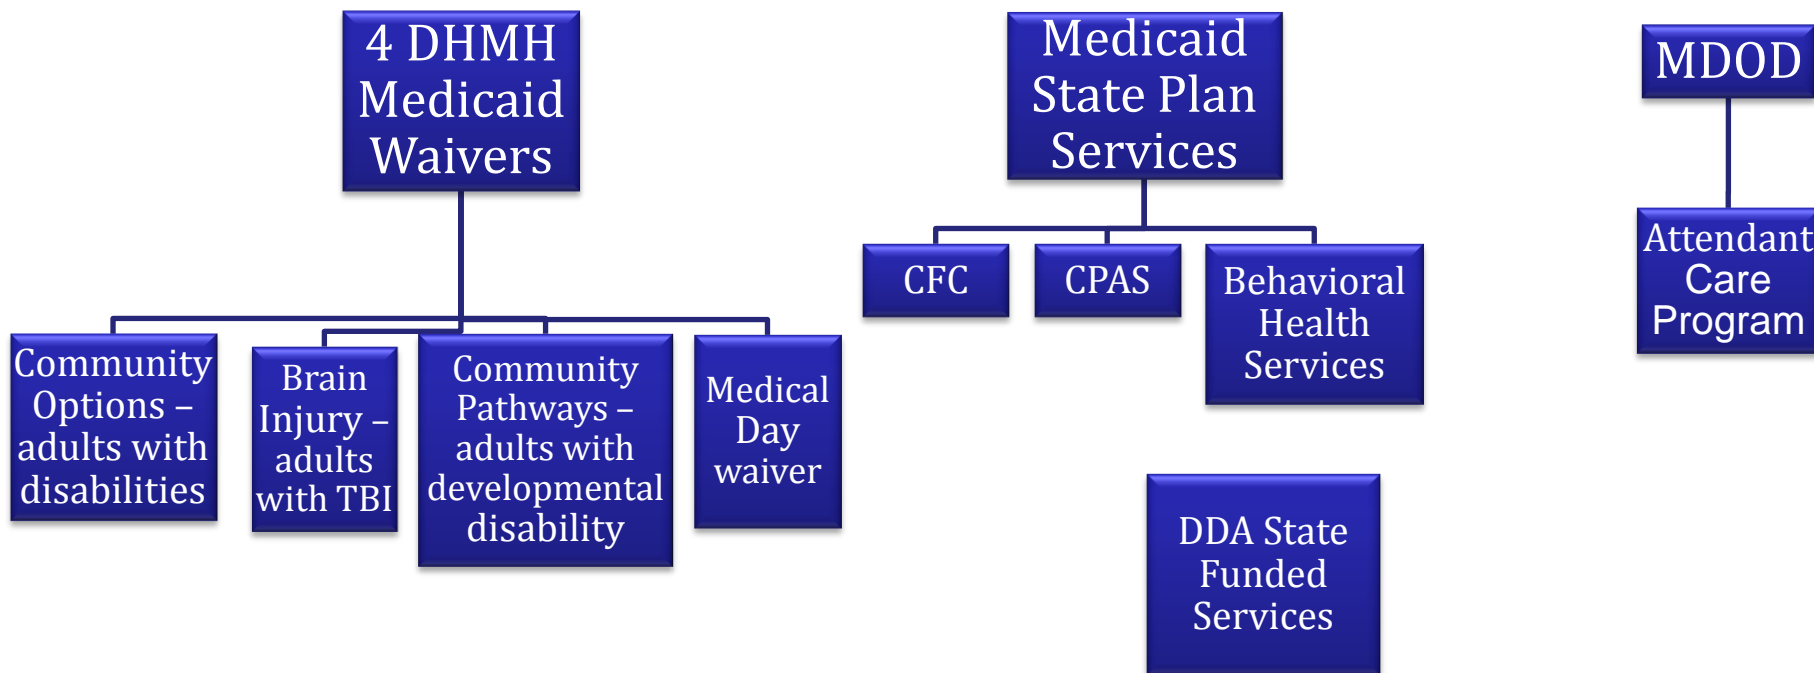 4 DHMH
Medicaid
Waivers
Community
Options –
adults with
disabilities
Brain
Injury –
adults
with TBI
Community
Pathways –
adults with
developmental
disability
Medical
Day
waiver
Medicaid
State Plan
Services
CFC
CPAS
Behavioral
Health
Services
DDA State
Funded
Services
MDOD
Attendant
Care
Program